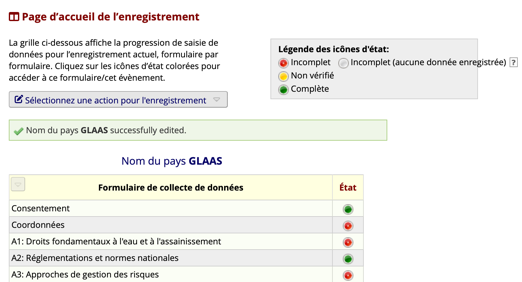 Page d'accueil de l'enregistrement
La grille ci-dessous affiche la progression de saisie de
données pour l'enregistrement actuel, formulaire par
formulaire. Cliquez sur les icônes d'état colorées pour
accéder à ce formulaire/cet évènement.
Légende des icônes d'état:
Incomplet Incomplet (aucune donnée enregistrée) ?
Non vérifié
Complète
Sélectionnez une action pour l'enregistrement
Nom du pays GLAAS successfully edited.
Nom du pays GLAAS
Formulaire de collecte de données État
Consentement
Coordonnées
A1: Droits fondamentaux à l'eau et à l'assainissement
A2: Réglementations et normes nationales
A3: Approches de gestion des risques